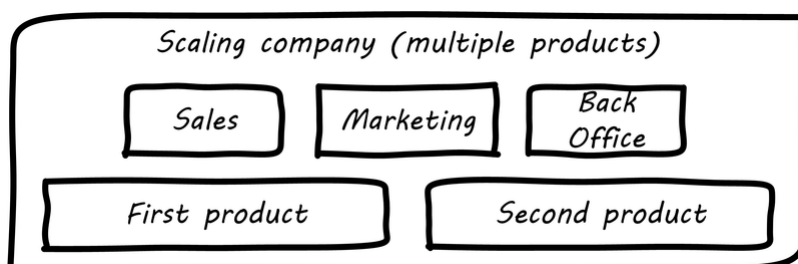 Scaling company (multiple products)
Sales
Marketing
Back
Office
First product
Second product